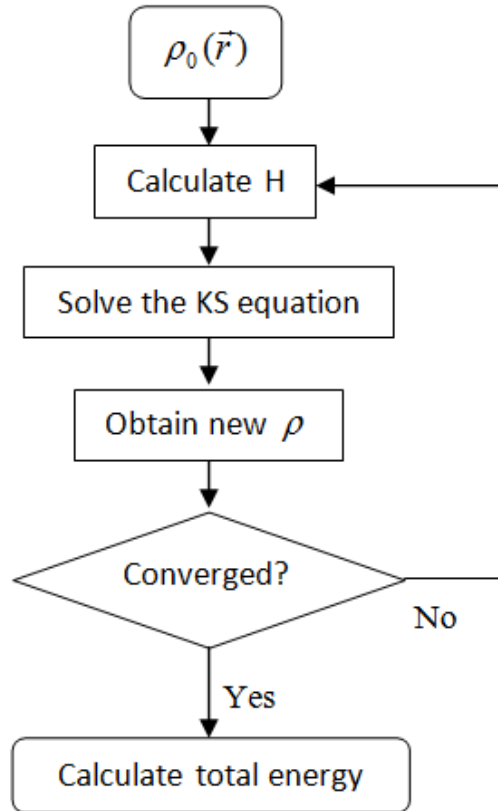 ρ₀(r⃗)
Calculate H
Solve the KS equation
Obtain new ρ
Converged?
No
Yes
Calculate total energy